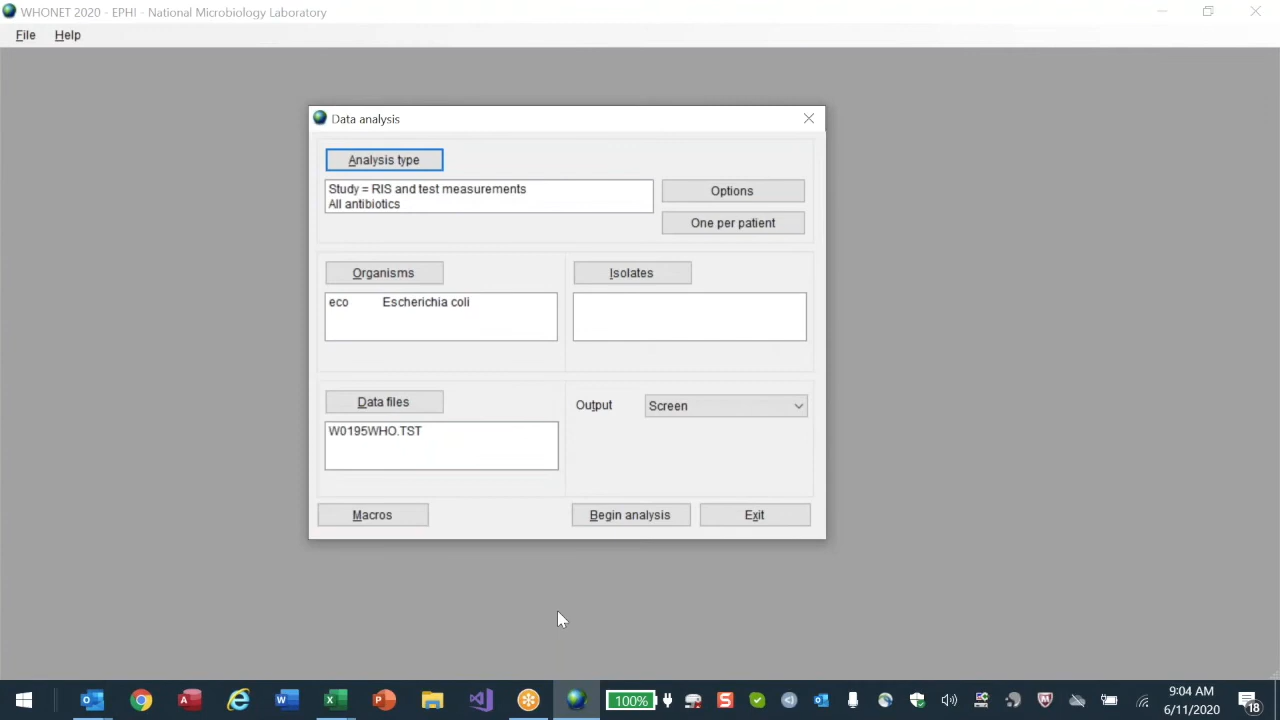 WHONET 2020 - EPHI - National Microbiology Laboratory
File Help
Data analysis
Analysis type
Study = RIS and test measurements
All antibiotics
Options
One per patient
Organisms
eco Escherichia coli
Isolates
Data files
W0195WHO.TST
Output Screen
Macros
Begin analysis
Exit
100%
9:04 AM
6/11/2020
18